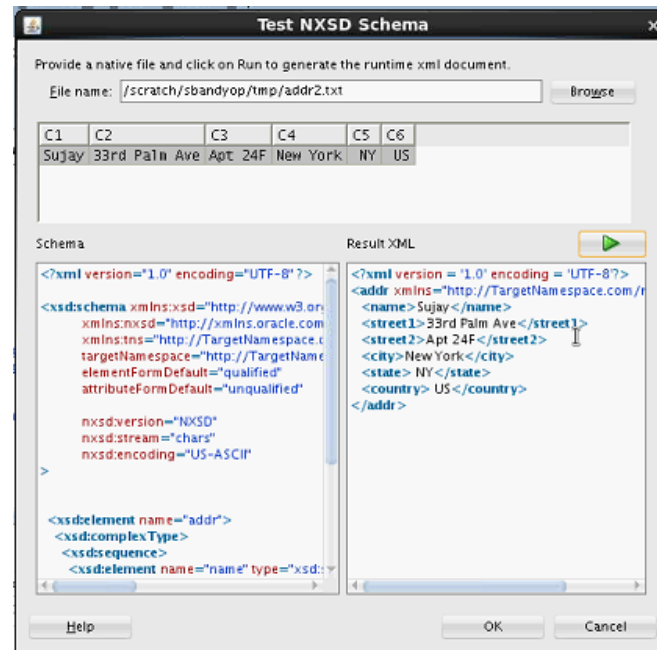 Test NXSD Schema
Provide a native file and click on Run to generate the runtime xml document.
File name: /scratch/sbandyop/tmp/addr2.txt Browse
C1 C2 C3 C4 C5 C6
Sujay 33rd Palm Ave Apt 24F New York NY US
Schema
<?xml version="1.0" encoding="UTF-8"?>
<xsd:schema xmlns:xsd="http://www.w3.or
xmlns:nxsd="http://xmlns.oracle.com
xmlns:tns="http://TargetNamespace.c
targetNamespace="http://TargetName
elementFormDefault="qualified"
attributeFormDefault="unqualified"
nxsd:version="NXSD"
nxsd:stream="chars"
nxsd:encoding="US-ASCII"
>
<xsd:element name="addr">
<xsd:complexType>
<xsd:sequence>
<xsd:element name="name" type="xsd:
Result XML
<?xml version = '1.0' encoding = 'UTF-8'?>
<addr xmlns="http://TargetNamespace.com/r
<name>Sujay</name>
<street1>33rd Palm Ave</street1>
<street2>Apt 24F</street2>
<city>New York</city>
<state> NY</state>
<country> US</country>
</addr>
Help OK Cancel